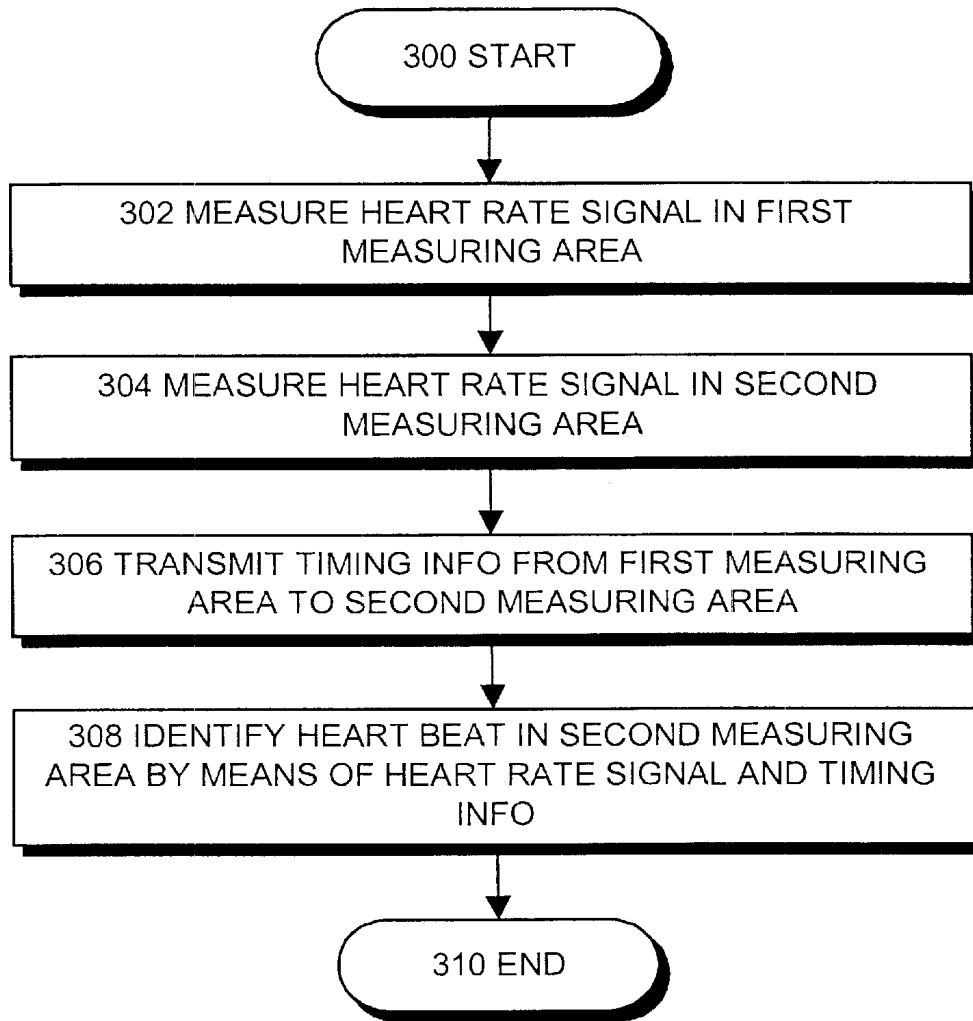 300 START
302 MEASURE HEART RATE SIGNAL IN FIRST
MEASURING AREA
304 MEASURE HEART RATE SIGNAL IN SECOND
MEASURING AREA
306 TRANSMIT TIMING INFO FROM FIRST MEASURING
AREA TO SECOND MEASURING AREA
308 IDENTIFY HEART BEAT IN SECOND MEASURING
AREA BY MEANS OF HEART RATE SIGNAL AND TIMING
INFO
310 END